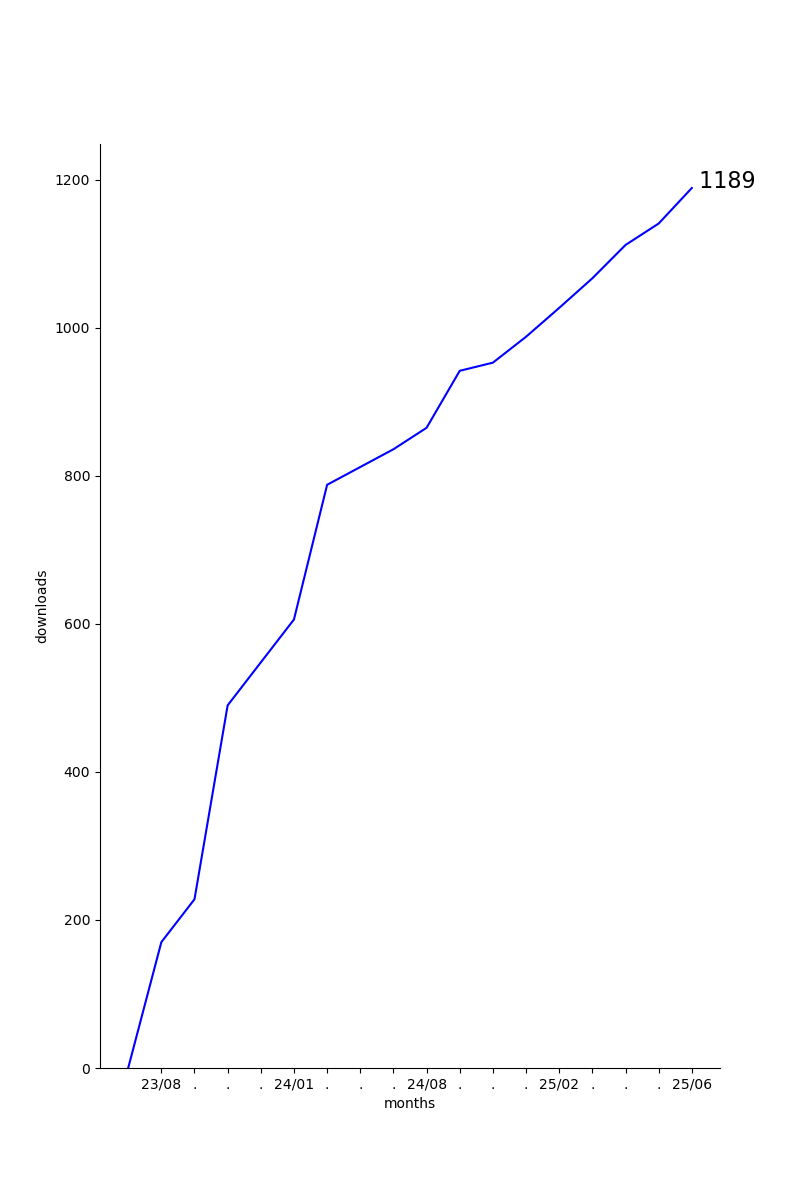 1189
1200
1000
800
600
400
200
0
downloads
23/08 . . . 24/01 . . . 24/08 . . . 25/02 . . . 25/06
months